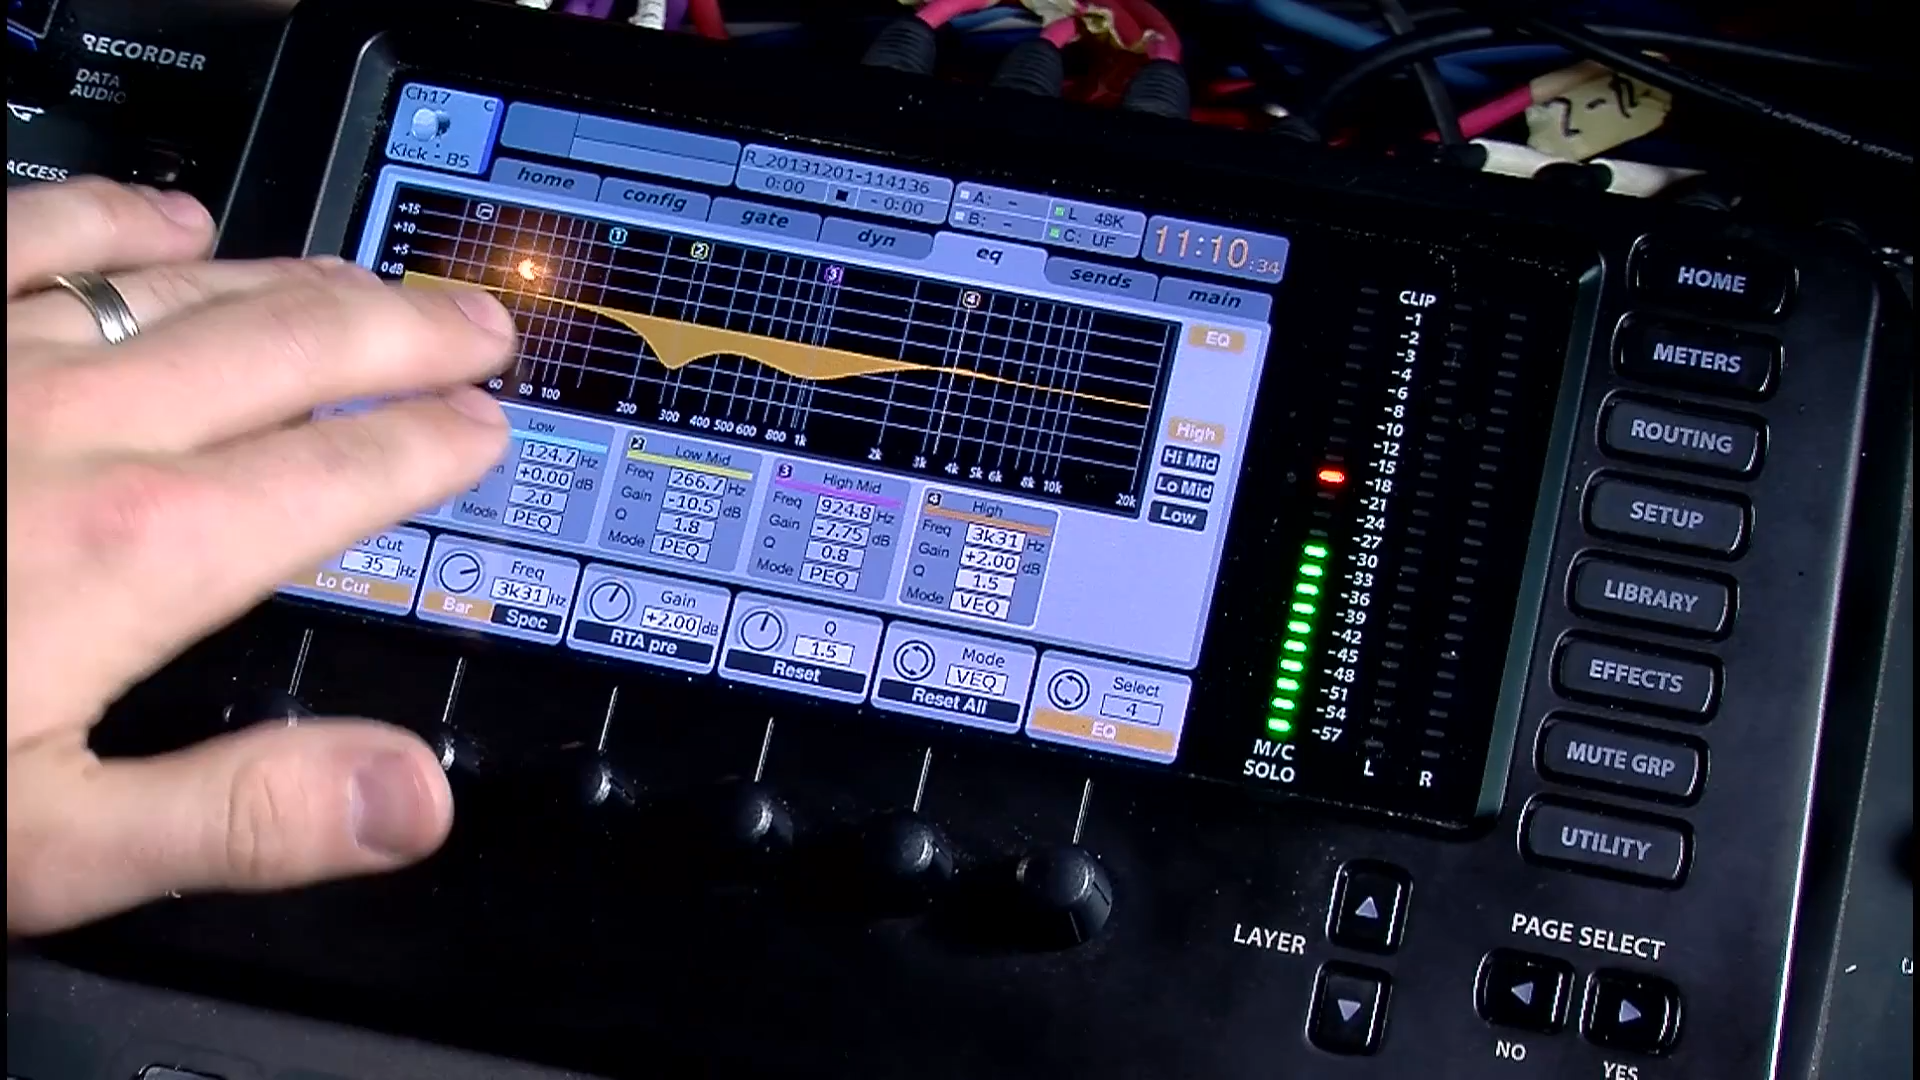 RECORDER
DATA
AUDIO
ACCESS
Ch17 C
Kick - B5
R_20131201-114136
0:00 - 0:00
A: -
B: -
L 48K
C: UF
11:10:34
home config gate dyn eq sends main
+15
+10
+5
0dB
1 2 3 4
60 80 100 200 300 400 500 600 800 1k 2k 3k 4k 5k 6k 8k 10k 20k
EQ
High
Hi Mid
Lo Mid
Low
Low
124.7 Hz
+0.00 dB
2.0
Mode PEQ
2 Low Mid
Freq 266.7 Hz
Gain -10.5 dB
Q 1.8
Mode PEQ
3 High Mid
Freq 924.8 Hz
Gain -7.75 dB
Q 0.8
Mode PEQ
4 High
Freq 3k31 Hz
Gain +2.00 dB
Q 1.5
Mode VEQ
Cut
35 Hz
Lo Cut
Freq
3k31 Hz
Bar Spec
Gain
+2.00 dB
RTA pre
Q
1.5
Reset
Mode
VEQ
Reset All
Select
4
EQ
CLIP
-1
-2
-3
-4
-6
-8
-10
-12
-15
-18
-21
-24
-27
-30
-33
-36
-39
-42
-45
-48
-51
-54
-57
M/C
SOLO
L
R
HOME
METERS
ROUTING
SETUP
LIBRARY
EFFECTS
MUTE GRP
UTILITY
LAYER
PAGE SELECT
NO
YES